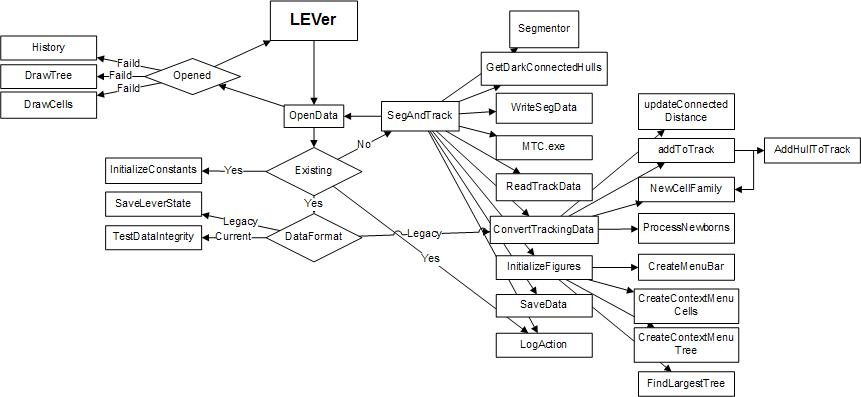 LEVer
Segmentor
History
Faild
GetDarkConnectedHulls
DrawTree
Faild
Opened
Faild
DrawCells
OpenData
SegAndTrack
WriteSegData
updateConnected
Distance
No
MTC.exe
addToTrack
AddHullToTrack
InitializeConstants
Yes
Existing
ReadTrackData
NewCellFamily
SaveLeverState
Yes
Legacy
TestDataIntegrity
Current
DataFormat
Legacy
ConvertTrackingData
ProcessNewborns
Yes
InitializeFigures
CreateMenuBar
SaveData
CreateContextMenu
Cells
LogAction
CreateContextMenu
Tree
FindLargestTree